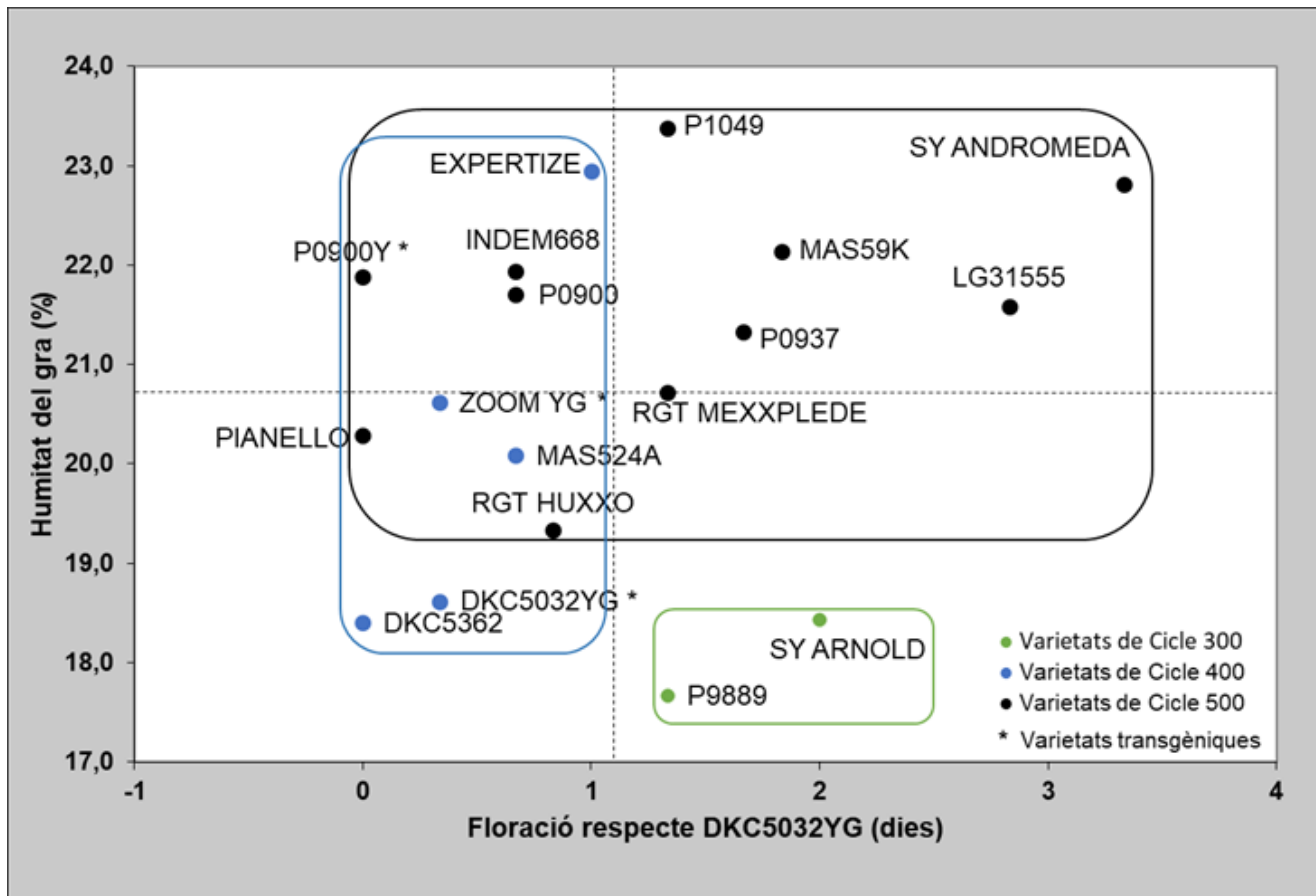 24,0
23,0
22,0
21,0
20,0
19,0
18,0
17,0
Humitat del gra (%)
P1049
SY ANDROMEDA
EXPERTIZE
INDEM668
P0900Y *
MAS59K
P0900
LG31555
P0937
ZOOM YG *
RGT MEXXPLEDE
PIANELLO
MAS524A
RGT HUXXO
DKC5032YG *
DKC5362
SY ARNOLD
P9889
Varietats de Cicle 300
Varietats de Cicle 400
Varietats de Cicle 500
* Varietats transgèniques
-1 0 1 2 3 4
Floració respecte DKC5032YG (dies)